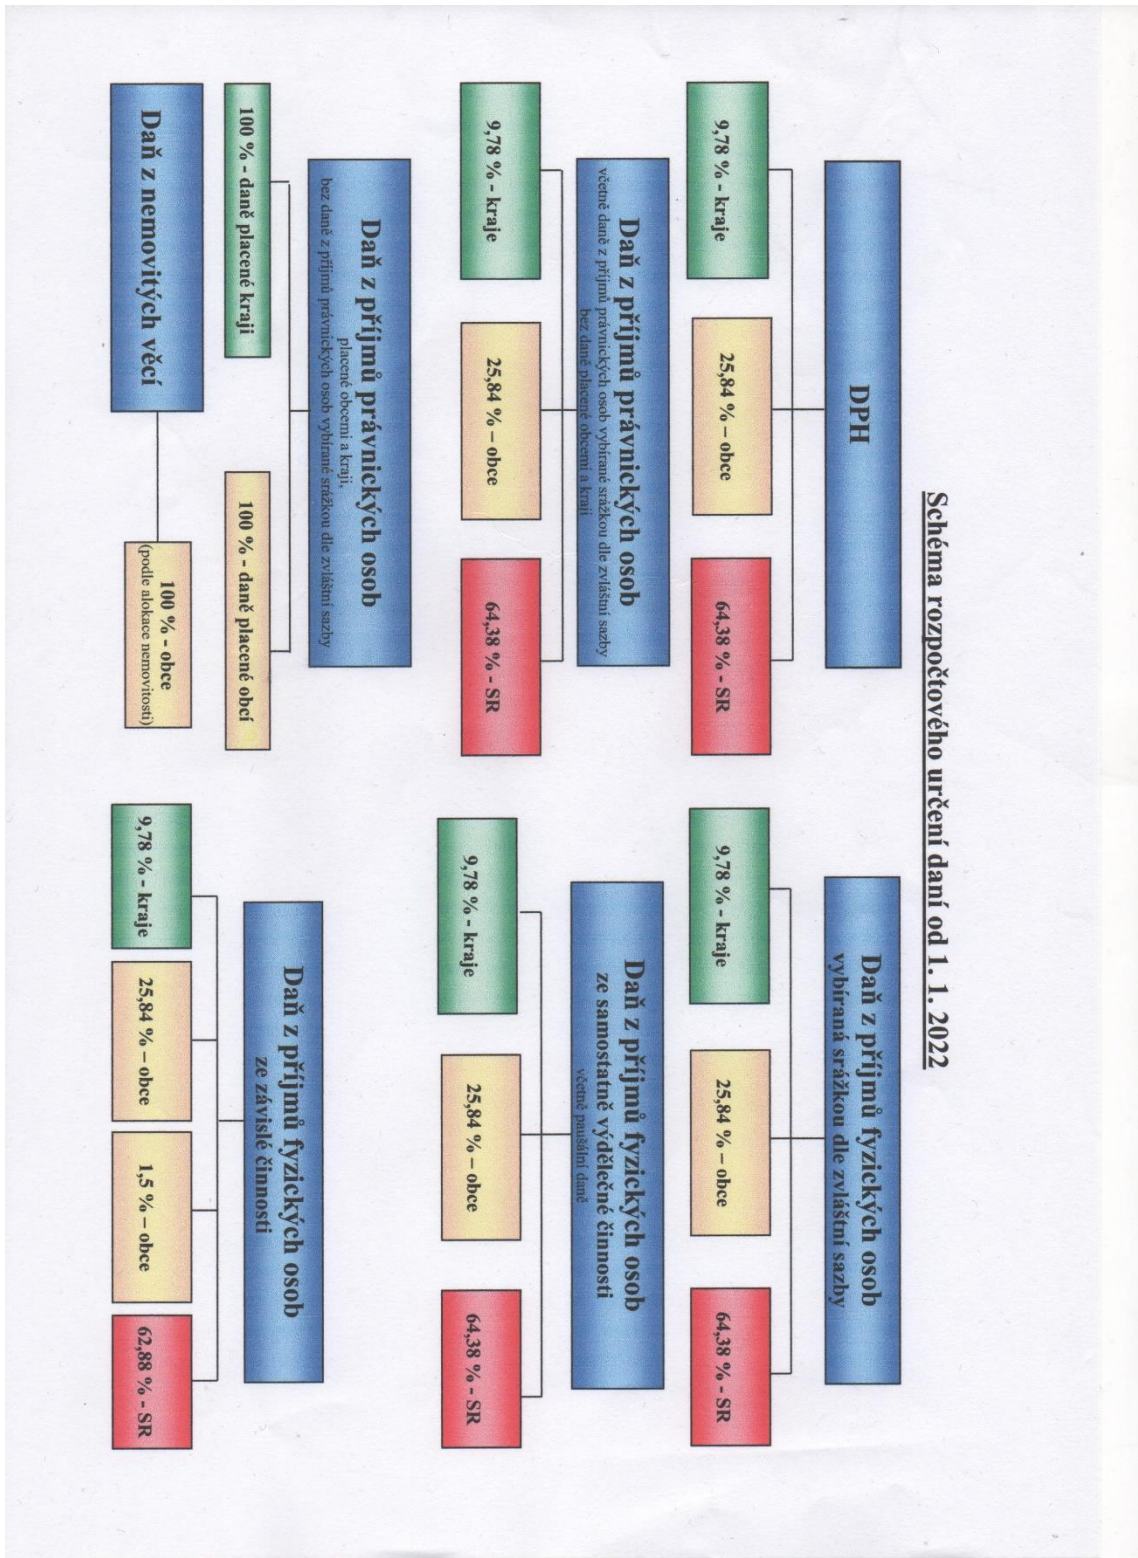 Schéma rozpočtového určení daní od 1. 1. 2022
DPH
9,78 % - kraje
25,84 % – obce
64,38 % - SR
Daň z příjmů fyzických osob
vybíraná srážkou dle zvláštní sazby
9,78 % - kraje
25,84 % – obce
64,38 % - SR
Daň z příjmů právnických osob
včetně daně z příjmů právnických osob vybírané srážkou dle zvláštní sazby
bez daně placené obcemi a kraji
9,78 % - kraje
25,84 % – obce
64,38 % - SR
Daň z příjmů fyzických osob
ze samostatně výdělečné činnosti
včetně paušální daně
9,78 % - kraje
25,84 % – obce
64,38 % - SR
Daň z příjmů právnických osob
placené obcemi a kraji,
bez daně z příjmů právnických osob vybírané srážkou dle zvláštní sazby
100 % - daně placené kraji
100 % - daně placené obcí
Daň z nemovitých věcí
100 % - obce
(podle alokace nemovitosti)
Daň z příjmů fyzických osob
ze závislé činnosti
9,78 % - kraje
25,84 % – obce
1,5 % – obce
62,88 % - SR